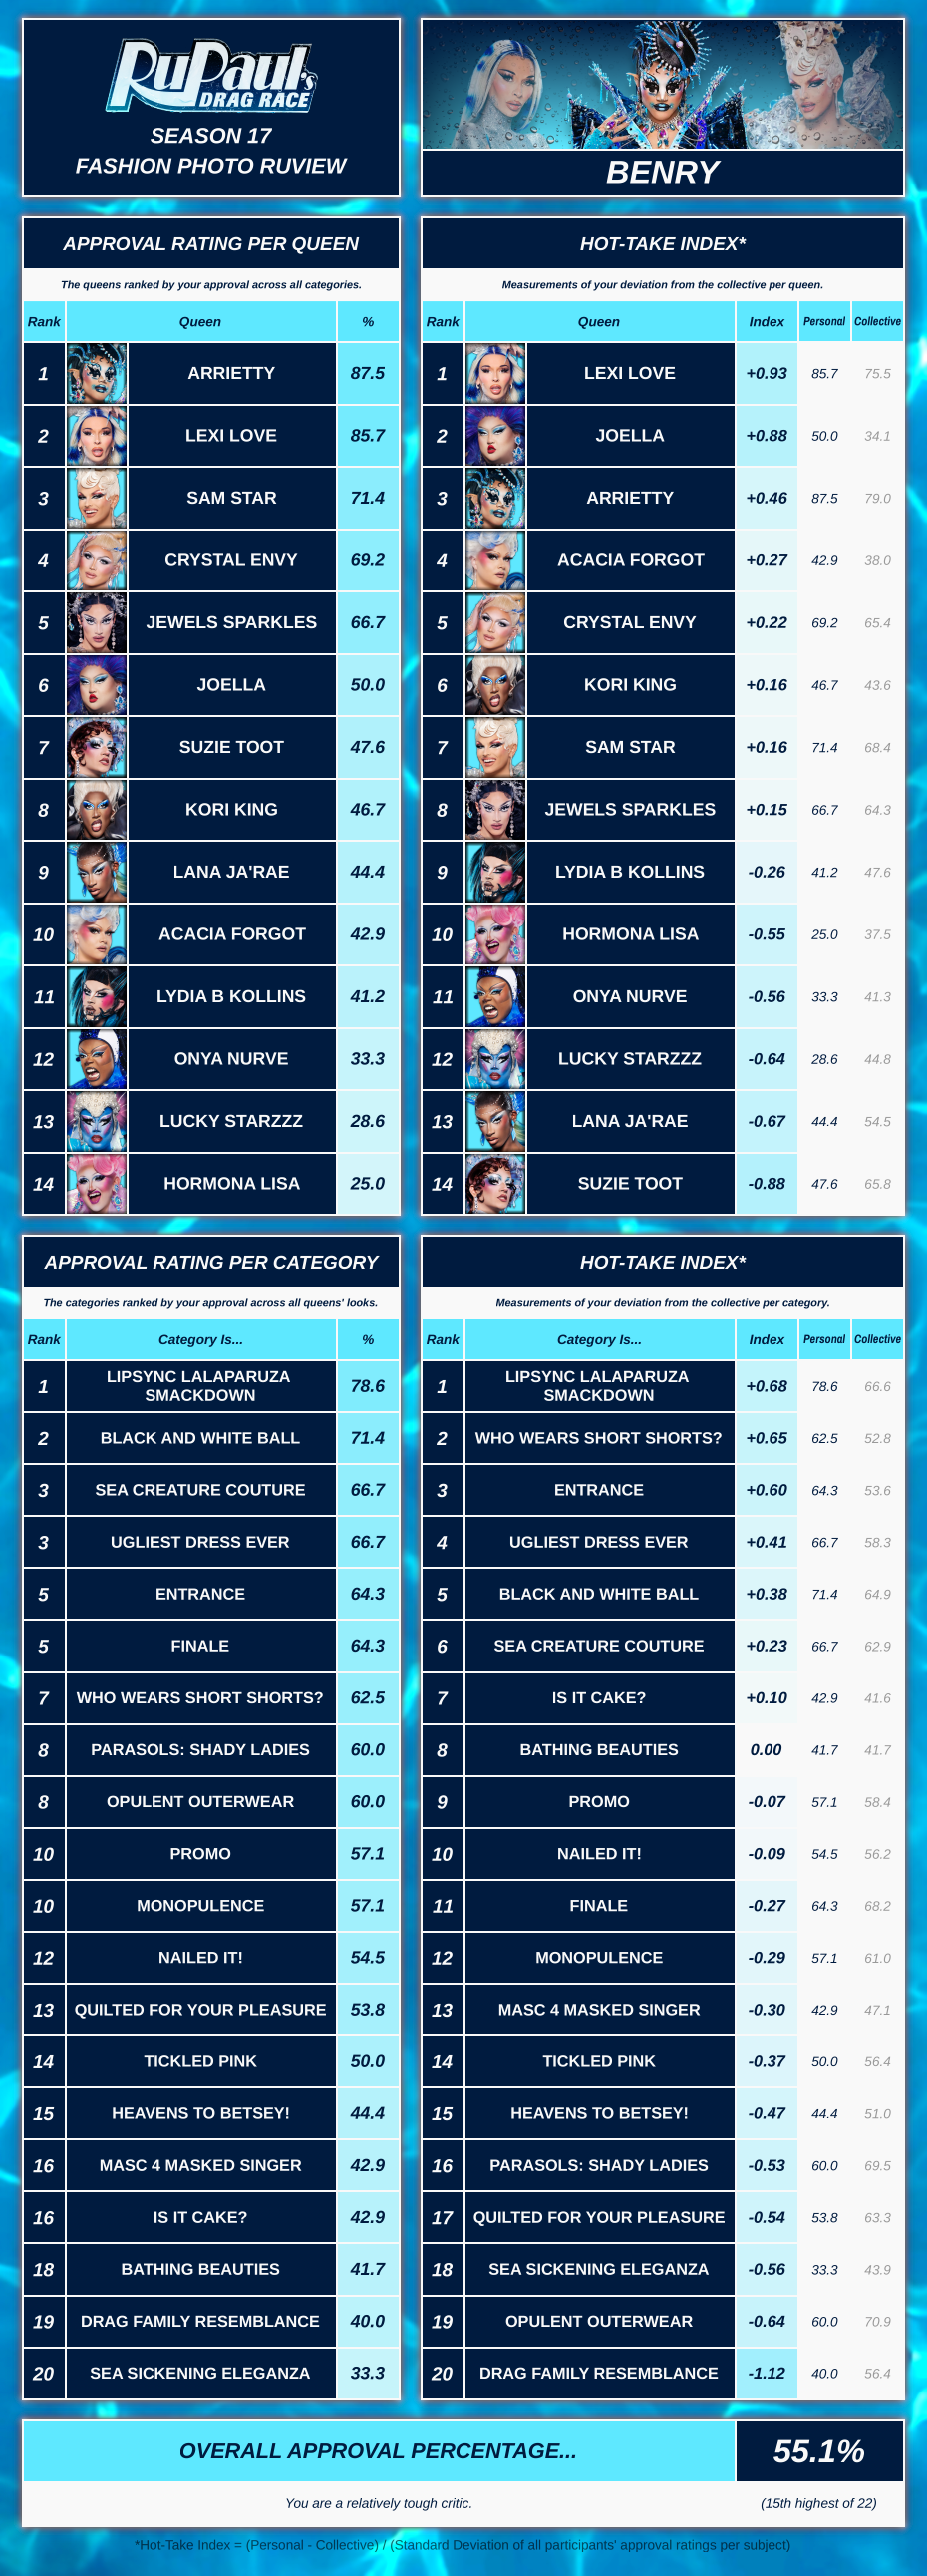 RuPaul's
DRAG RACE
SEASON 17
FASHION PHOTO RUVIEW
BENRY
APPROVAL RATING PER QUEEN
The queens ranked by your approval across all categories.
Rank Queen %
1 ARRIETTY 87.5
2 LEXI LOVE 85.7
3 SAM STAR 71.4
4 CRYSTAL ENVY 69.2
5 JEWELS SPARKLES 66.7
6 JOELLA 50.0
7 SUZIE TOOT 47.6
8 KORI KING 46.7
9 LANA JA'RAE 44.4
10 ACACIA FORGOT 42.9
11 LYDIA B KOLLINS 41.2
12 ONYA NURVE 33.3
13 LUCKY STARZZZ 28.6
14 HORMONA LISA 25.0
HOT-TAKE INDEX*
Measurements of your deviation from the collective per queen.
Rank Queen Index Personal Collective
1 LEXI LOVE +0.93 85.7 75.5
2 JOELLA +0.88 50.0 34.1
3 ARRIETTY +0.46 87.5 79.0
4 ACACIA FORGOT +0.27 42.9 38.0
5 CRYSTAL ENVY +0.22 69.2 65.4
6 KORI KING +0.16 46.7 43.6
7 SAM STAR +0.16 71.4 68.4
8 JEWELS SPARKLES +0.15 66.7 64.3
9 LYDIA B KOLLINS -0.26 41.2 47.6
10 HORMONA LISA -0.55 25.0 37.5
11 ONYA NURVE -0.56 33.3 41.3
12 LUCKY STARZZZ -0.64 28.6 44.8
13 LANA JA'RAE -0.67 44.4 54.5
14 SUZIE TOOT -0.88 47.6 65.8
APPROVAL RATING PER CATEGORY
The categories ranked by your approval across all queens' looks.
Rank Category Is... %
1 LIPSYNC LALAPARUZA
SMACKDOWN 78.6
2 BLACK AND WHITE BALL 71.4
3 SEA CREATURE COUTURE 66.7
3 UGLIEST DRESS EVER 66.7
5 ENTRANCE 64.3
5 FINALE 64.3
7 WHO WEARS SHORT SHORTS? 62.5
8 PARASOLS: SHADY LADIES 60.0
8 OPULENT OUTERWEAR 60.0
10 PROMO 57.1
10 MONOPULENCE 57.1
12 NAILED IT! 54.5
13 QUILTED FOR YOUR PLEASURE 53.8
14 TICKLED PINK 50.0
15 HEAVENS TO BETSEY! 44.4
16 MASC 4 MASKED SINGER 42.9
16 IS IT CAKE? 42.9
18 BATHING BEAUTIES 41.7
19 DRAG FAMILY RESEMBLANCE 40.0
20 SEA SICKENING ELEGANZA 33.3
HOT-TAKE INDEX*
Measurements of your deviation from the collective per category.
Rank Category Is... Index Personal Collective
1 LIPSYNC LALAPARUZA
SMACKDOWN +0.68 78.6 66.6
2 WHO WEARS SHORT SHORTS? +0.65 62.5 52.8
3 ENTRANCE +0.60 64.3 53.6
4 UGLIEST DRESS EVER +0.41 66.7 58.3
5 BLACK AND WHITE BALL +0.38 71.4 64.9
6 SEA CREATURE COUTURE +0.23 66.7 62.9
7 IS IT CAKE? +0.10 42.9 41.6
8 BATHING BEAUTIES 0.00 41.7 41.7
9 PROMO -0.07 57.1 58.4
10 NAILED IT! -0.09 54.5 56.2
11 FINALE -0.27 64.3 68.2
12 MONOPULENCE -0.29 57.1 61.0
13 MASC 4 MASKED SINGER -0.30 42.9 47.1
14 TICKLED PINK -0.37 50.0 56.4
15 HEAVENS TO BETSEY! -0.47 44.4 51.0
16 PARASOLS: SHADY LADIES -0.53 60.0 69.5
17 QUILTED FOR YOUR PLEASURE -0.54 53.8 63.3
18 SEA SICKENING ELEGANZA -0.56 33.3 43.9
19 OPULENT OUTERWEAR -0.64 60.0 70.9
20 DRAG FAMILY RESEMBLANCE -1.12 40.0 56.4
OVERALL APPROVAL PERCENTAGE... 55.1%
You are a relatively tough critic. (15th highest of 22)
*Hot-Take Index = (Personal - Collective) / (Standard Deviation of all participants' approval ratings per subject)